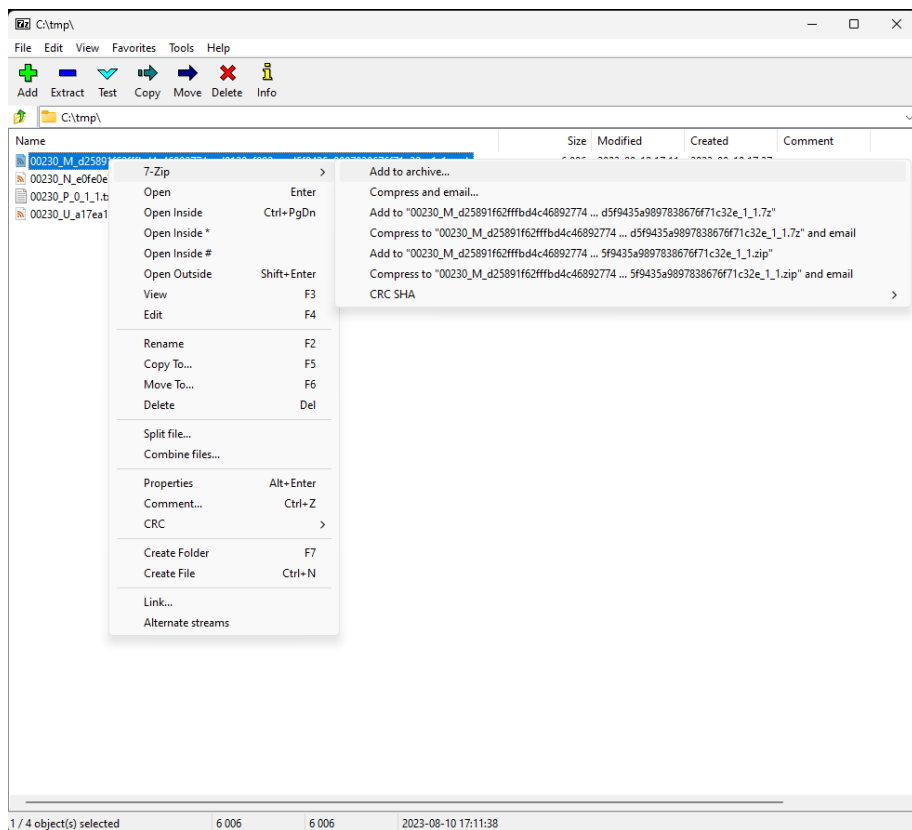 C:\tmp\
File Edit View Favorites Tools Help
Add Extract Test Copy Move Delete Info
C:\tmp\
Name Size Modified Created Comment
00230_M_d25891
00230_N_e0fe0e
00230_P_0_1_1.tx
00230_U_a17ea1
7-Zip
Open Enter
Open Inside Ctrl+PgDn
Open Inside *
Open Inside #
Open Outside Shift+Enter
View F3
Edit F4
Rename F2
Copy To... F5
Move To... F6
Delete Del
Split file...
Combine files...
Properties Alt+Enter
Comment... Ctrl+Z
CRC
Create Folder F7
Create File Ctrl+N
Link...
Alternate streams
Add to archive...
Compress and email...
Add to "00230_M_d25891f62fffbd4c46892774 ... d5f9435a9897838676f71c32e_1_1.7z"
Compress to "00230_M_d25891f62fffbd4c46892774 ... d5f9435a9897838676f71c32e_1_1.7z" and email
Add to "00230_M_d25891f62fffbd4c46892774 ... 5f9435a9897838676f71c32e_1_1.zip"
Compress to "00230_M_d25891f62fffbd4c46892774 ... 5f9435a9897838676f71c32e_1_1.zip" and email
CRC SHA
1 / 4 object(s) selected 6 006 6 006 2023-08-10 17:11:38